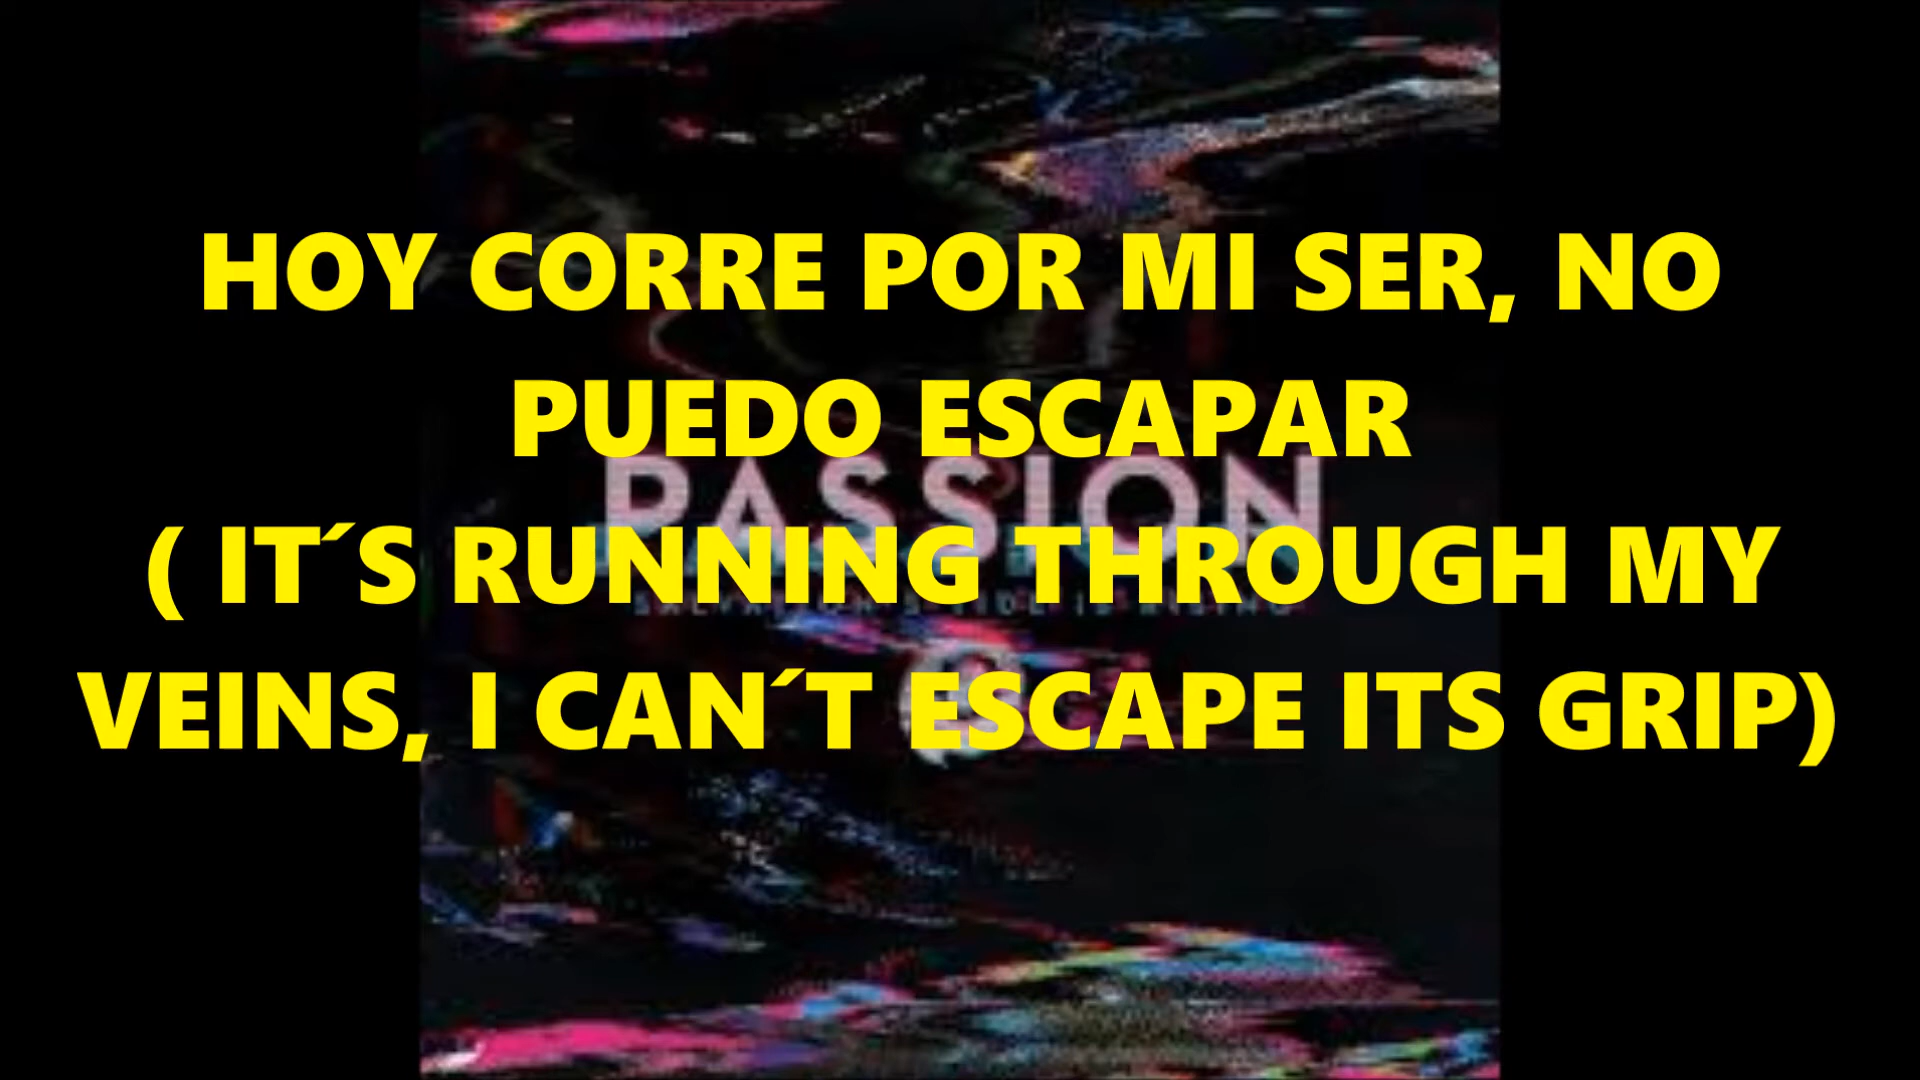 HOY CORRE POR MI SER, NO
PUEDO ESCAPAR
PASSION
( IT´S RUNNING THROUGH MY
VEINS, I CAN´T ESCAPE ITS GRIP)